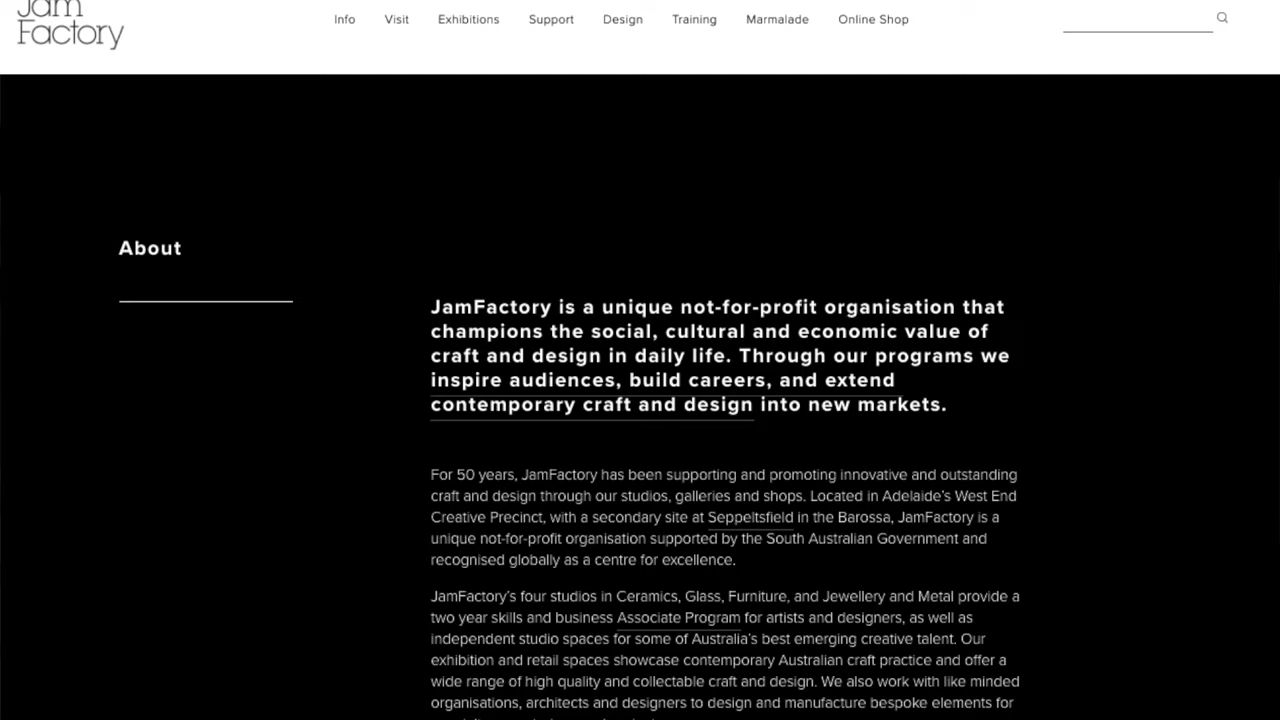 Jam
Factory
Info Visit Exhibitions Support Design Training Marmalade Online Shop
About
JamFactory is a unique not-for-profit organisation that
champions the social, cultural and economic value of
craft and design in daily life. Through our programs we
inspire audiences, build careers, and extend
contemporary craft and design into new markets.
For 50 years, JamFactory has been supporting and promoting innovative and outstanding
craft and design through our studios, galleries and shops. Located in Adelaide’s West End
Creative Precinct, with a secondary site at Seppeltsfield in the Barossa, JamFactory is a
unique not-for-profit organisation supported by the South Australian Government and
recognised globally as a centre for excellence.
JamFactory’s four studios in Ceramics, Glass, Furniture, and Jewellery and Metal provide a
two year skills and business Associate Program for artists and designers, as well as
independent studio spaces for some of Australia’s best emerging creative talent. Our
exhibition and retail spaces showcase contemporary Australian craft practice and offer a
wide range of high quality and collectable craft and design. We also work with like minded
organisations, architects and designers to design and manufacture bespoke elements for